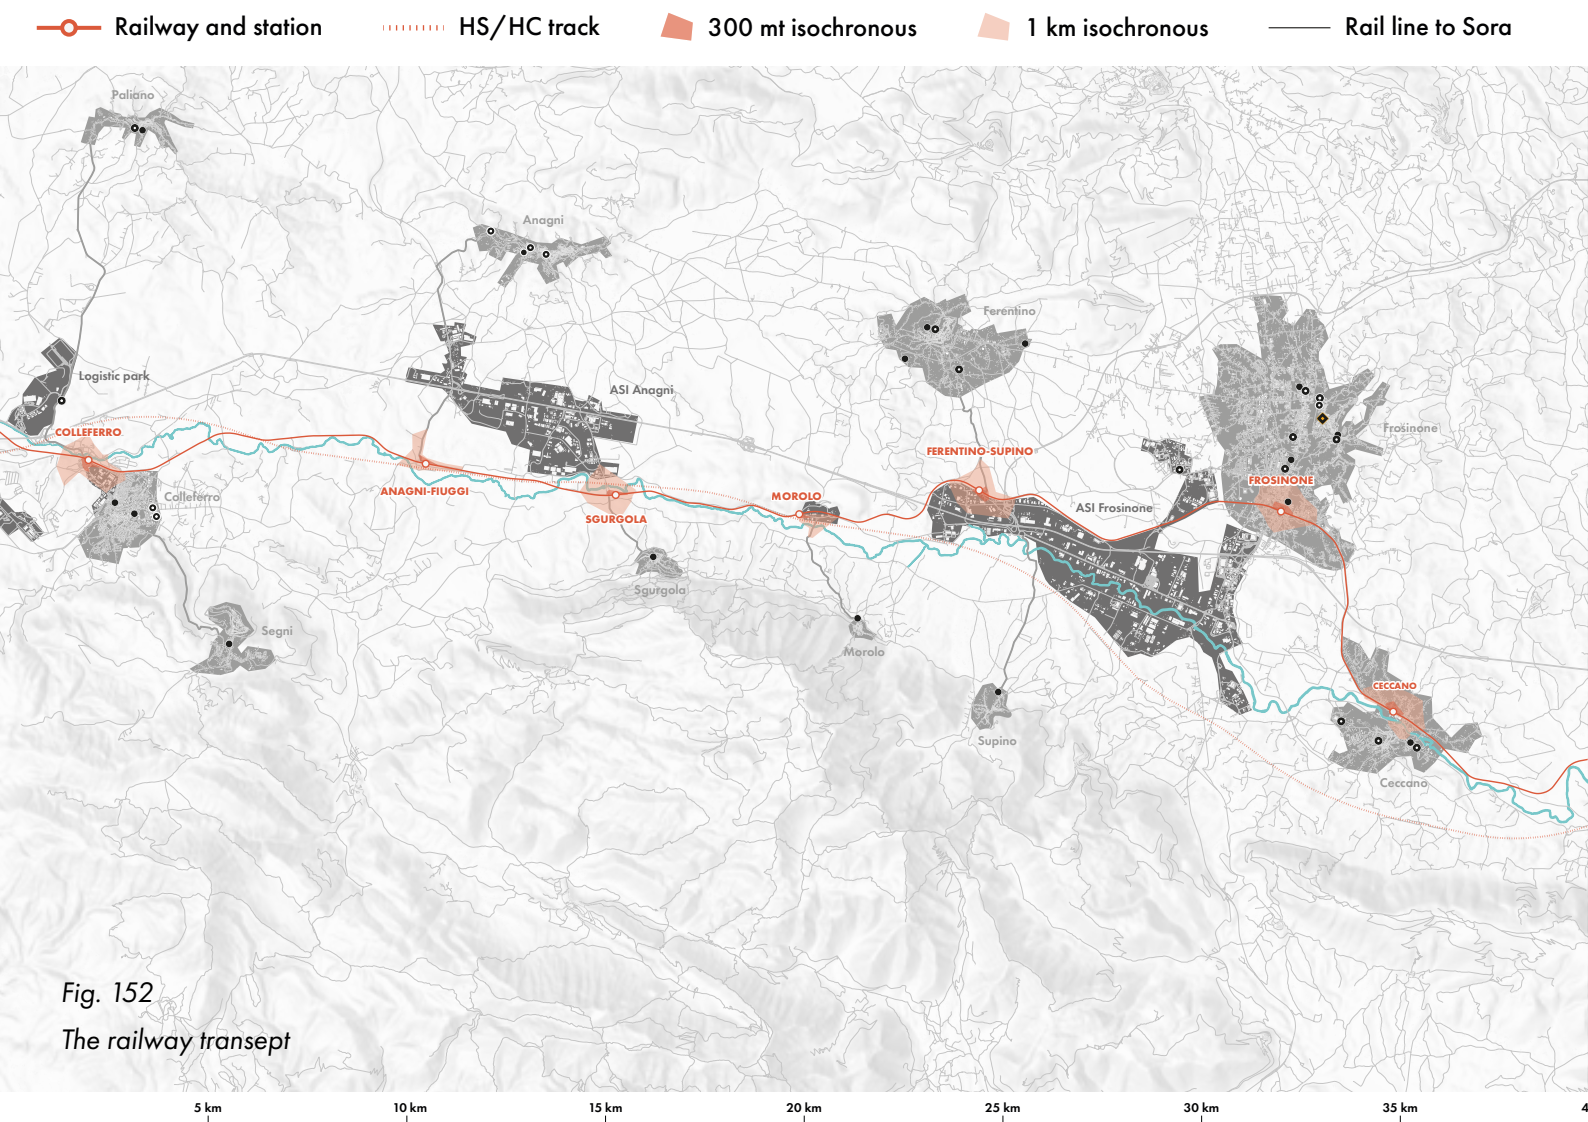 Railway and station
HS/HC track
300 mt isochronous
1 km isochronous
Rail line to Sora
Paliano
Anagni
Ferentino
Logistic park
ASI Anagni
COLLEFERRO
Frosinone
FERENTINO-SUPINO
FROSINONE
ANAGNI-FIUGGI
Colleferro
MOROLO
ASI Frosinone
SGURGOLA
Sgurgola
Segni
Morolo
CECCANO
Supino
Ceccano
Fig. 152
The railway transept
5 km
10 km
15 km
20 km
25 km
30 km
35 km
4